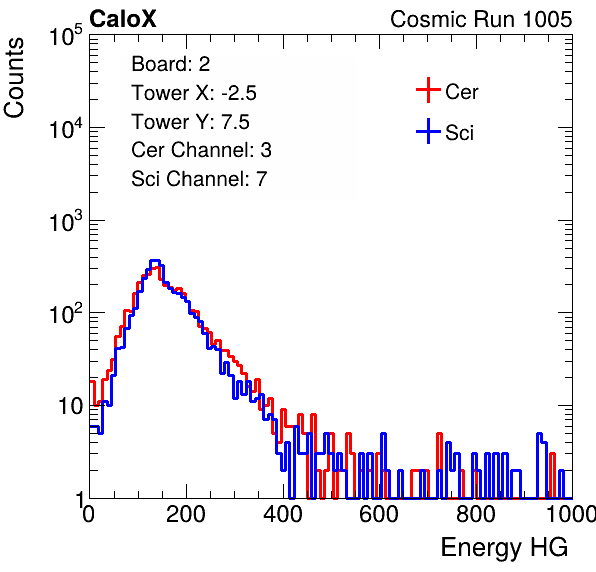 CaloX
Cosmic Run 1005
Counts
Board: 2
Tower X: -2.5
Tower Y: 7.5
Cer Channel: 3
Sci Channel: 7
Cer
Sci
10^5
10^4
10^3
10^2
10
1
0
200
400
600
800
1000
Energy HG